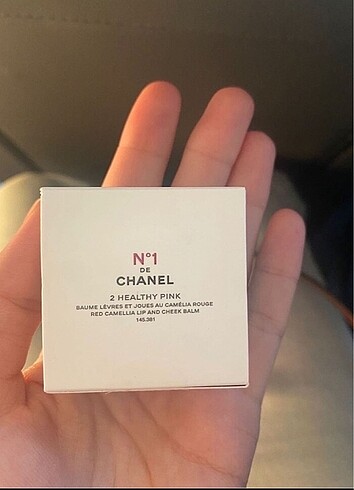 N°1
DE
CHANEL
2 HEALTHY PINK
BAUME LÈVRES ET JOUES AU CAMÉLIA ROUGE
RED CAMELLIA LIP AND CHEEK BALM
145.381